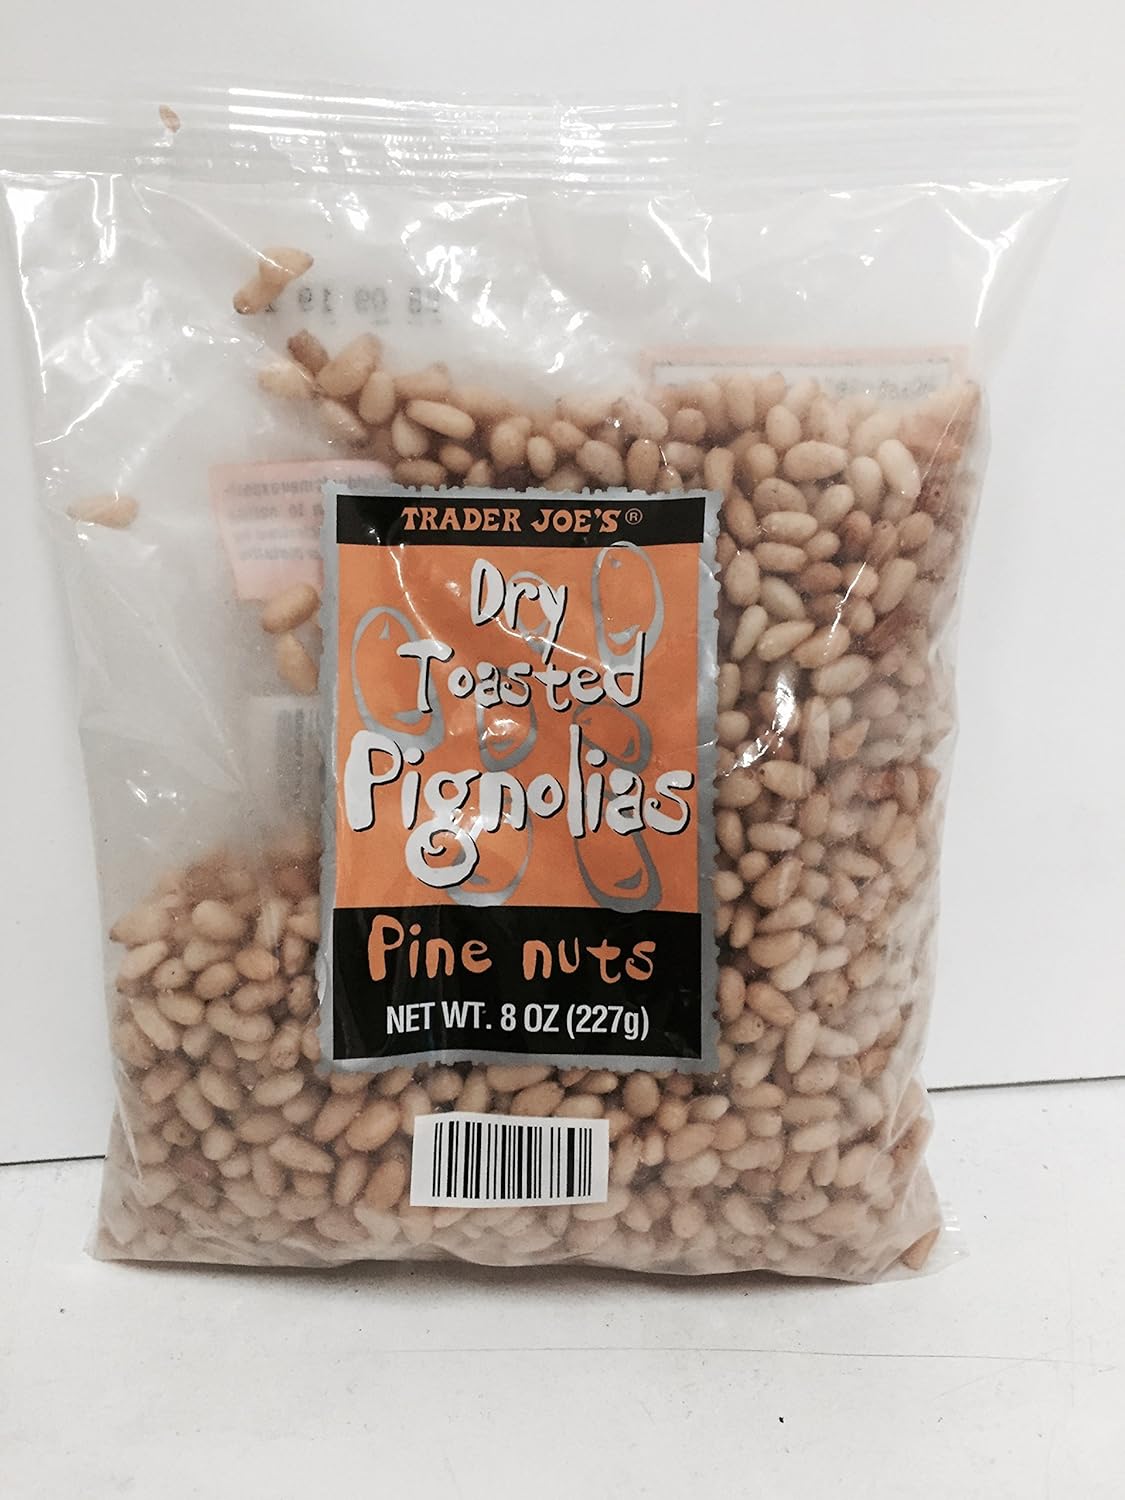 TRADER JOE'S®
Dry
Toasted
Pignolias
Pine nuts
NET WT. 8 OZ (227g)